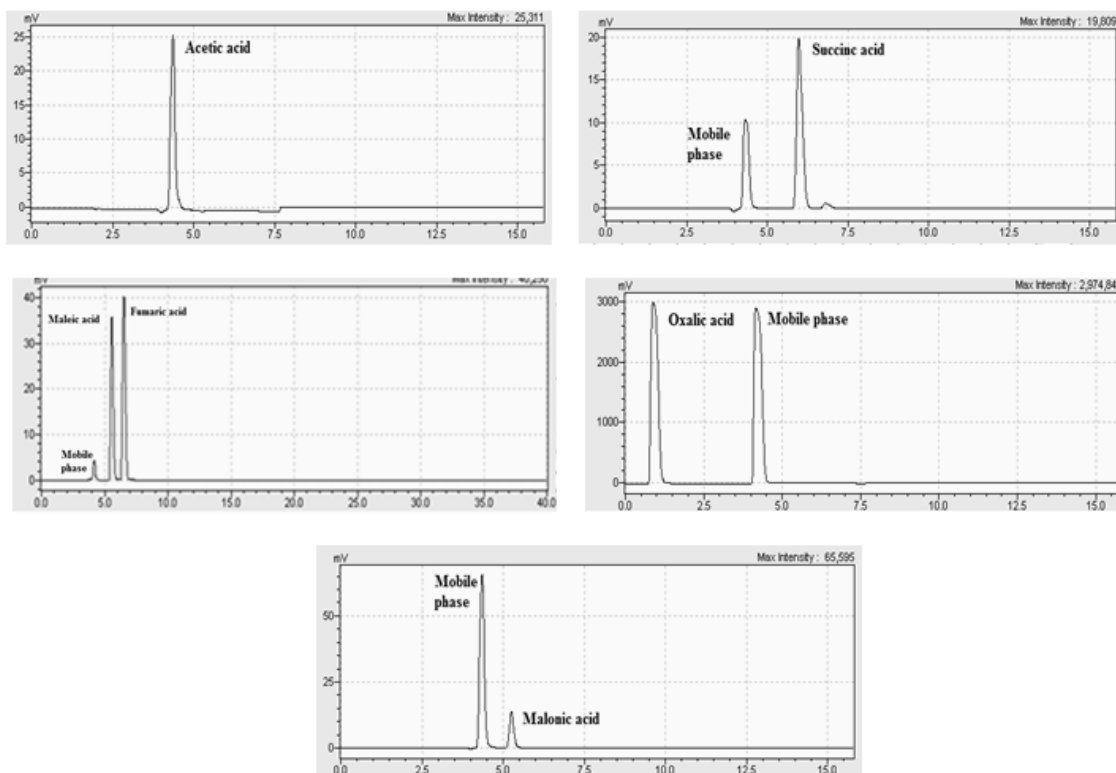 mV
Max Intensity : 25,311
Acetic acid
25
20
15
10
5
0
0.0 2.5 5.0 7.5 10.0 12.5 15.0
mV
Max Intensity : 19,809
Succinc acid
Mobile
phase
20
15
10
5
0
0.0 2.5 5.0 7.5 10.0 12.5 15.0
mV
Max Intensity :
Maleic acid
Fumaric acid
Mobile
phase
40
30
20
10
0
0.0 5.0 10.0 15.0 20.0 25.0 30.0 35.0 40.0
mV
Max Intensity : 2,974,84
Oxalic acid
Mobile phase
3000
2000
1000
0
0.0 2.5 5.0 7.5 10.0 12.5 15.0
mV
Max Intensity : 65,595
Mobile
phase
Malonic acid
50
25
0
0.0 2.5 5.0 7.5 10.0 12.5 15.0